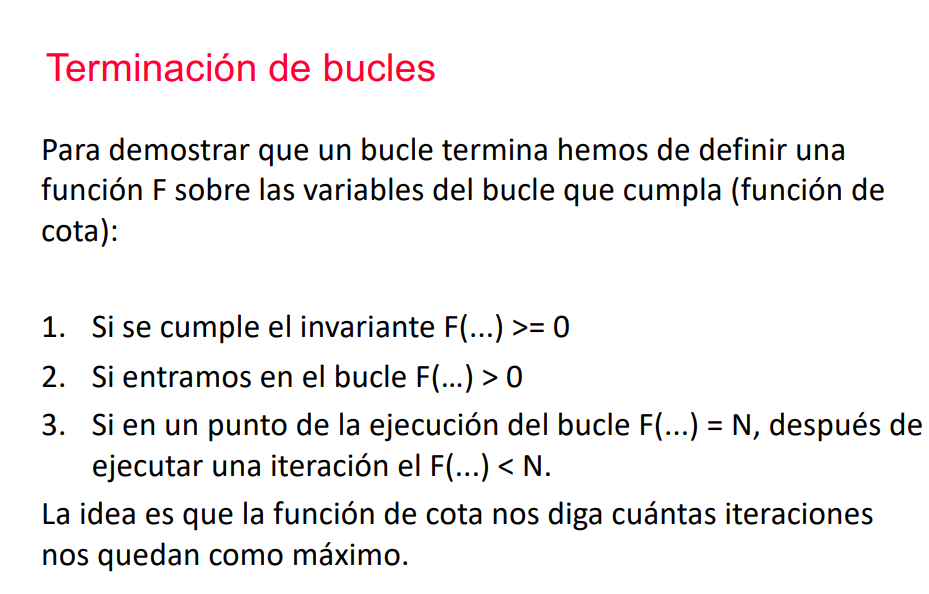 Terminación de bucles
Para demostrar que un bucle termina hemos de definir una
función F sobre las variables del bucle que cumpla (función de
cota):
1. Si se cumple el invariante F(...) >= 0
2. Si entramos en el bucle F(...) > 0
3. Si en un punto de la ejecución del bucle F(...) = N, después de
ejecutar una iteración el F(...) < N.
La idea es que la función de cota nos diga cuántas iteraciones
nos quedan como máximo.